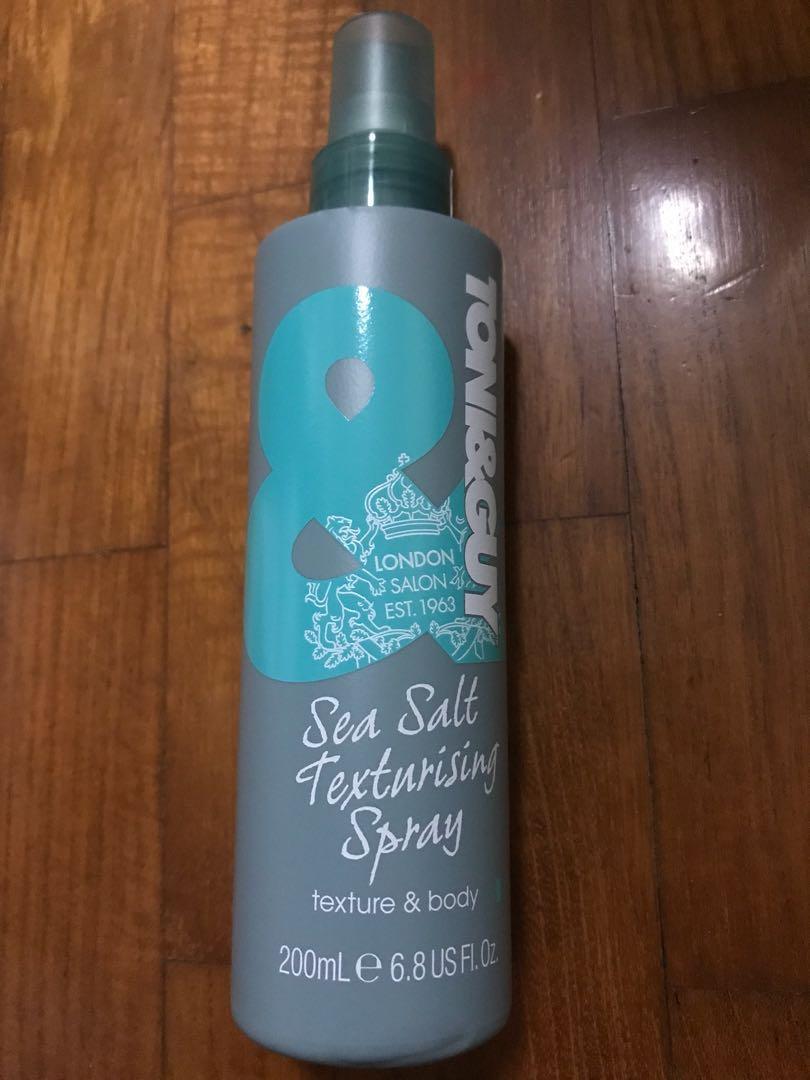 TONI&GUY
&
LONDON
SALON
EST. 1963
Sea Salt
Texturising
Spray
texture & body
200mL e 6.8 US Fl. Oz.